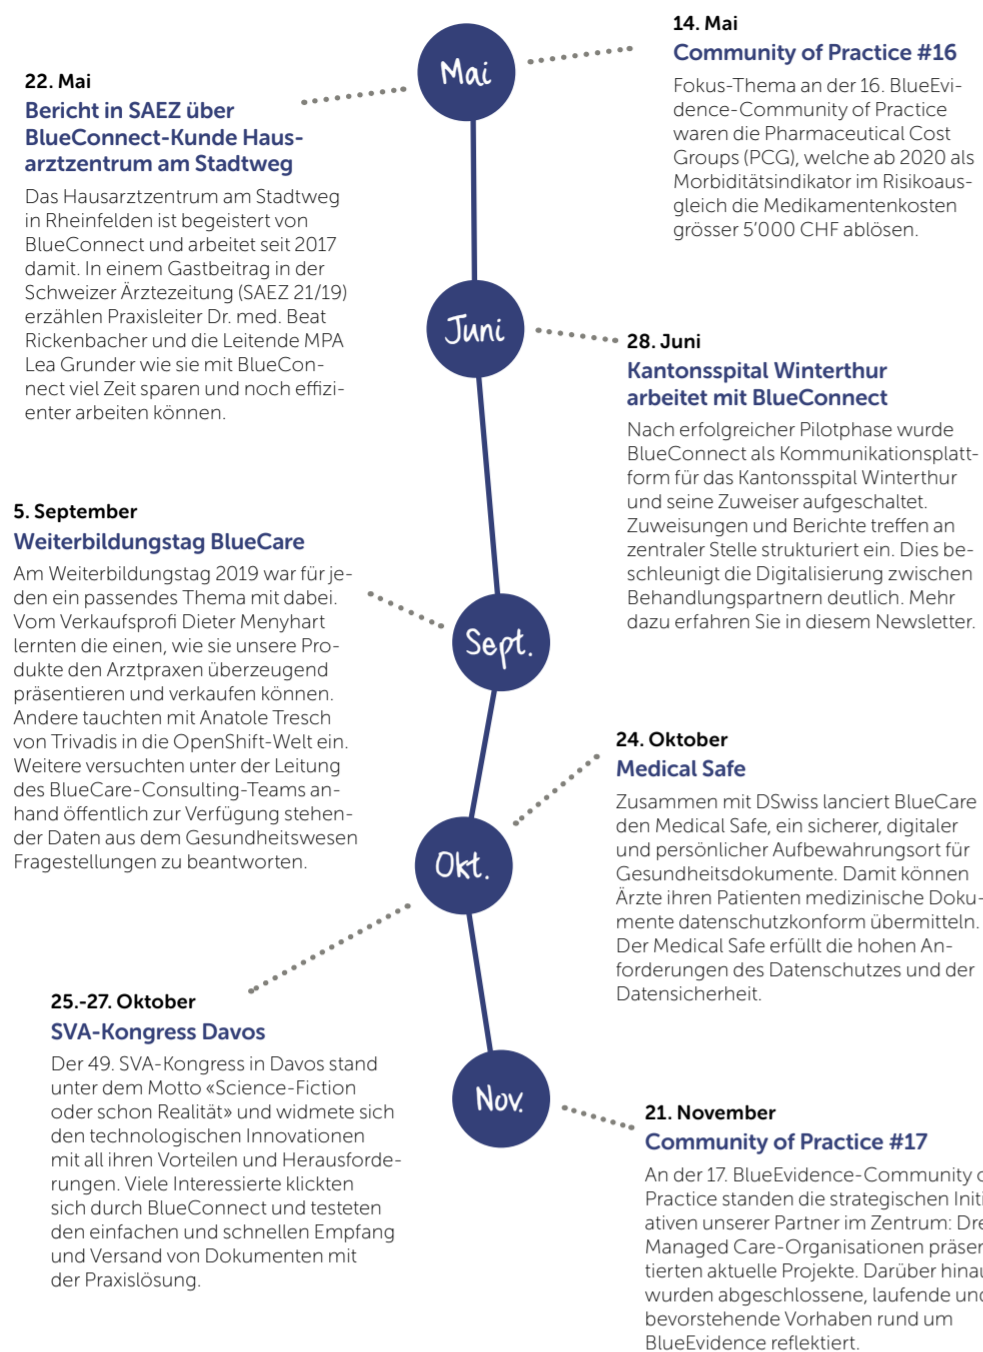 Mai
14. Mai
Community of Practice #16
Fokus-Thema an der 16. BlueEvi-
dence-Community of Practice
waren die Pharmaceutical Cost
Groups (PCG), welche ab 2020 als
Morbiditätsindikator im Risikoaus-
gleich die Medikamentenkosten
grösser 5’000 CHF ablösen.
22. Mai
Bericht in SAEZ über
BlueConnect-Kunde Haus-
arztzentrum am Stadtweg
Das Hausarztzentrum am Stadtweg
in Rheinfelden ist begeistert von
BlueConnect und arbeitet seit 2017
damit. In einem Gastbeitrag in der
Schweizer Ärztezeitung (SAEZ 21/19)
erzählen Praxisleiter Dr. med. Beat
Rickenbacher und die Leitende MPA
Lea Grunder wie sie mit BlueCon-
nect viel Zeit sparen und noch effizi-
enter arbeiten können.
Juni
28. Juni
Kantonsspital Winterthur
arbeitet mit BlueConnect
Nach erfolgreicher Pilotphase wurde
BlueConnect als Kommunikationsplatt-
form für das Kantonsspital Winterthur
und seine Zuweiser aufgeschaltet.
Zuweisungen und Berichte treffen an
zentraler Stelle strukturiert ein. Dies be-
schleunigt die Digitalisierung zwischen
Behandlungspartnern deutlich. Mehr
dazu erfahren Sie in diesem Newsletter.
5. September
Weiterbildungstag BlueCare
Am Weiterbildungstag 2019 war für je-
den ein passendes Thema mit dabei.
Vom Verkaufsprofi Dieter Menyhart
lernten die einen, wie sie unsere Pro-
dukte den Arztpraxen überzeugend
präsentieren und verkaufen können.
Andere tauchten mit Anatole Tresch
von Trivadis in die OpenShift-Welt ein.
Weitere versuchten unter der Leitung
des BlueCare-Consulting-Teams an-
hand öffentlich zur Verfügung stehen-
der Daten aus dem Gesundheitswesen
Fragestellungen zu beantworten.
Sept.
24. Oktober
Medical Safe
Zusammen mit DSwiss lanciert BlueCare
den Medical Safe, ein sicherer, digitaler
und persönlicher Aufbewahrungsort für
Gesundheitsdokumente. Damit können
Ärzte ihren Patienten medizinische Doku-
mente datenschutzkonform übermitteln.
Der Medical Safe erfüllt die hohen An-
forderungen des Datenschutzes und der
Datensicherheit.
Okt.
25.-27. Oktober
SVA-Kongress Davos
Der 49. SVA-Kongress in Davos stand
unter dem Motto «Science-Fiction
oder schon Realität» und widmete sich
den technologischen Innovationen
mit all ihren Vorteilen und Herausforde-
rungen. Viele Interessierte klickten
sich durch BlueConnect und testeten
den einfachen und schnellen Empfang
und Versand von Dokumenten mit
der Praxislösung.
Nov.
21. November
Community of Practice #17
An der 17. BlueEvidence-Community
Practice standen die strategischen Initi
ativen unserer Partner im Zentrum: Dre
Managed Care-Organisationen präsen
tierten aktuelle Projekte. Darüber hinau
wurden abgeschlossene, laufende und
bevorstehende Vorhaben rund um
BlueEvidence reflektiert.